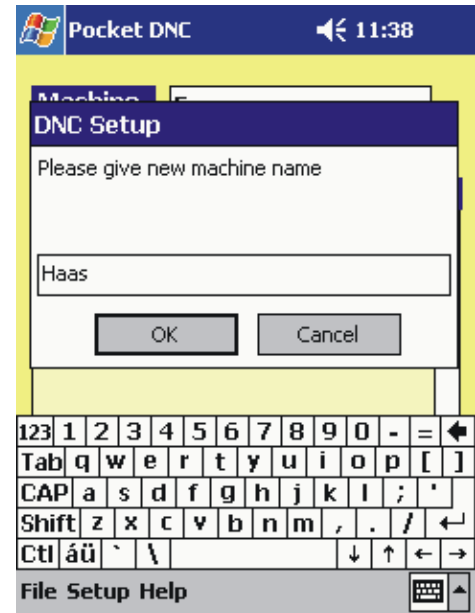 Pocket DNC 11:38
Machine
DNC Setup
Please give new machine name
Haas
OK Cancel
123 1 2 3 4 5 6 7 8 9 0 - =
Tab q w e r t y u i o p [ ]
CAP a s d f g h j k l ; '
Shift z x c v b n m , . /
Ctl áü ` \ ↓ ↑ ← →
File Setup Help